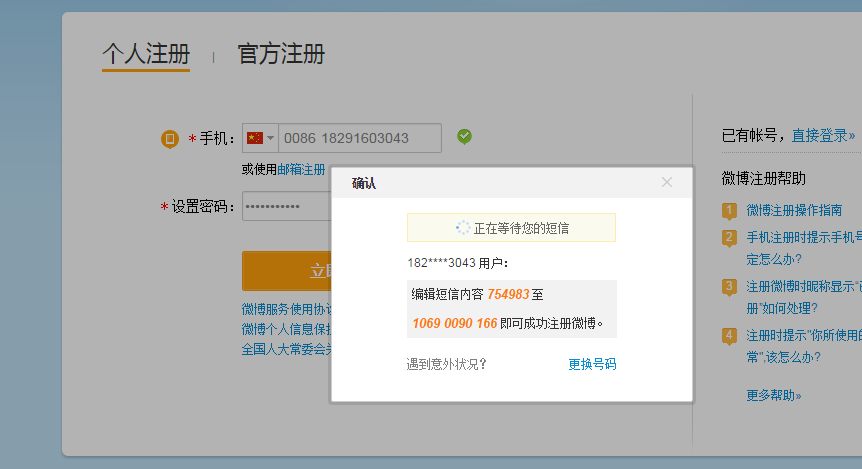 个人注册 | 官方注册
*手机: 0086 18291603043
或使用邮箱注册
*设置密码: •••••••••••
立
微博服务使用协议
微博个人信息保
全国人大常委会
确认 ×
正在等待您的短信
182****3043 用户:
编辑短信内容 754983 至
1069 0090 166 即可成功注册微博。
遇到意外状况? 更换号码
已有帐号，直接登录»
微博注册帮助
1 微博注册操作指南
2 手机注册时提示手机号
定怎么办?
3 注册微博时昵称显示“
册”如何处理?
4 注册时提示"你所使用的
常",该怎么办?
更多帮助»